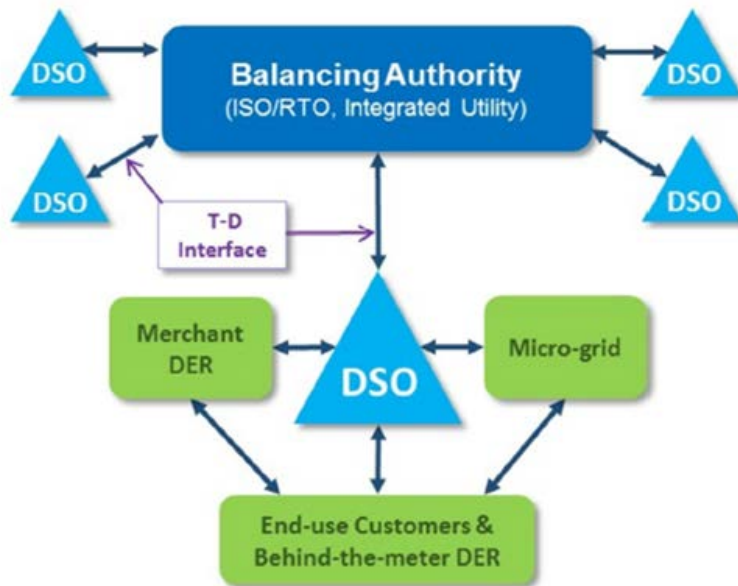 DSO
Balancing Authority
(ISO/RTO, Integrated Utility)
DSO
DSO
DSO
T-D
Interface
Merchant
DER
DSO
Micro-grid
End-use Customers &
Behind-the-meter DER